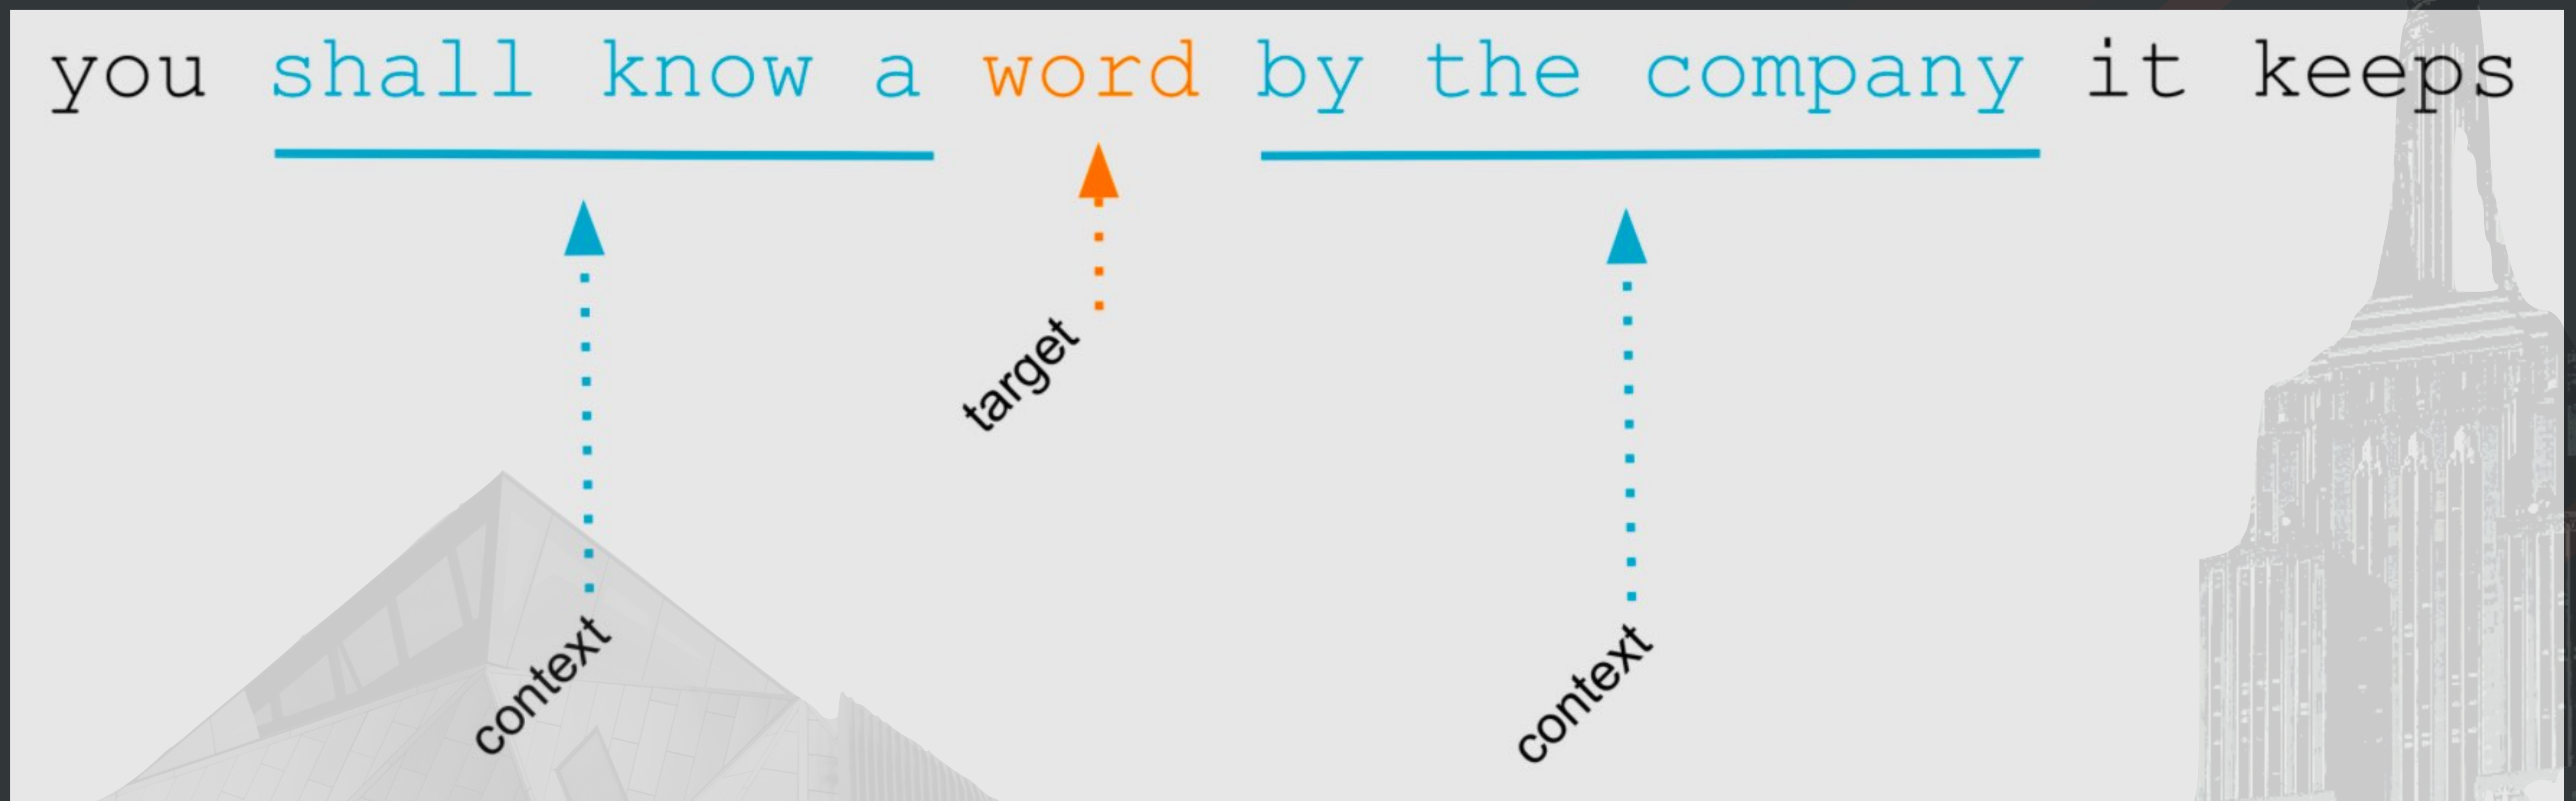 you shall know a word by the company it keeps
target
context
context